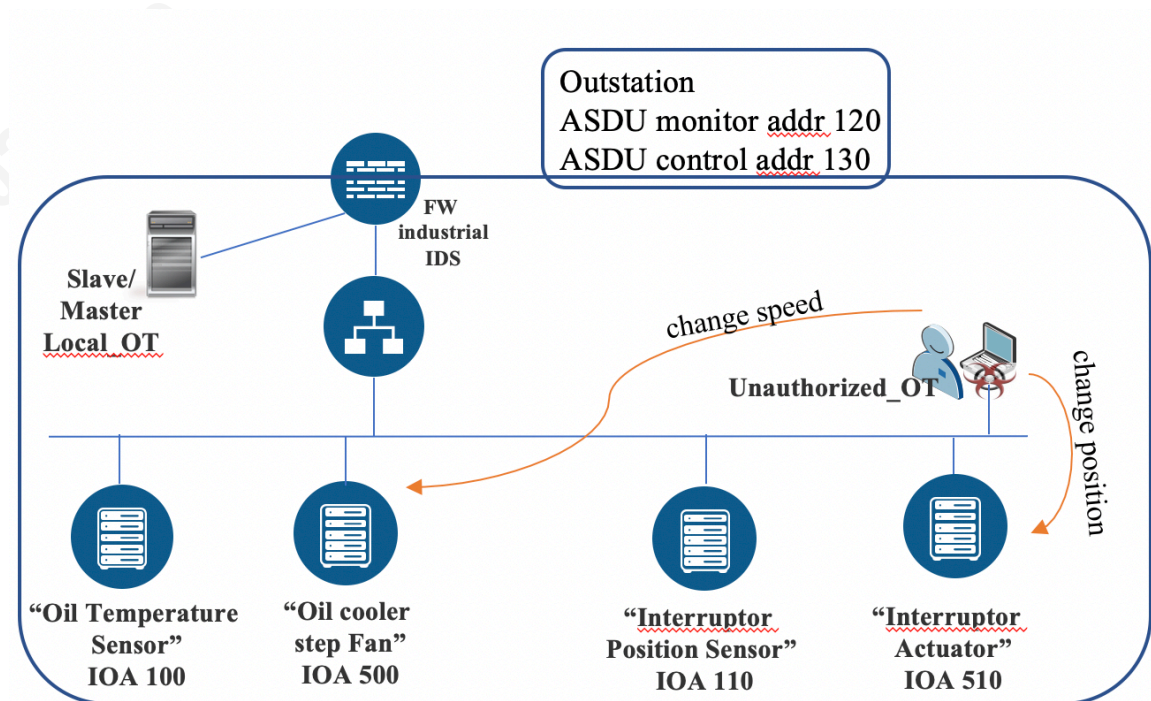 Outstation
ASDU monitor addr 120
ASDU control addr 130
FW
industrial
IDS
Slave/
Master
Local_OT
change speed
Unauthorized_OT
change position
“Oil Temperature
Sensor”
IOA 100
“Oil cooler
step Fan”
IOA 500
“Interruptor
Position Sensor”
IOA 110
“Interruptor
Actuator”
IOA 510